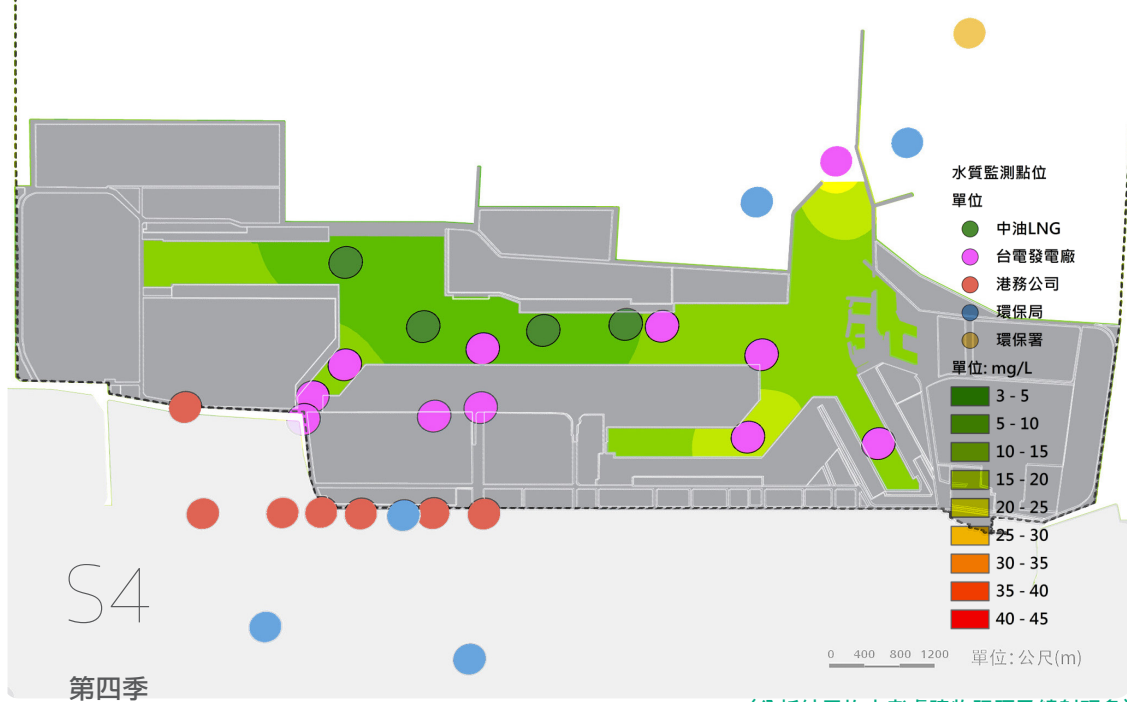 水質監測點位
單位
中油LNG
台電發電廠
港務公司
環保局
環保署
單位: mg/L
3 - 5
5 - 10
10 - 15
15 - 20
20 - 25
25 - 30
30 - 35
35 - 40
40 - 45
S4
0 400 800 1200 單位:公尺(m)
第四季